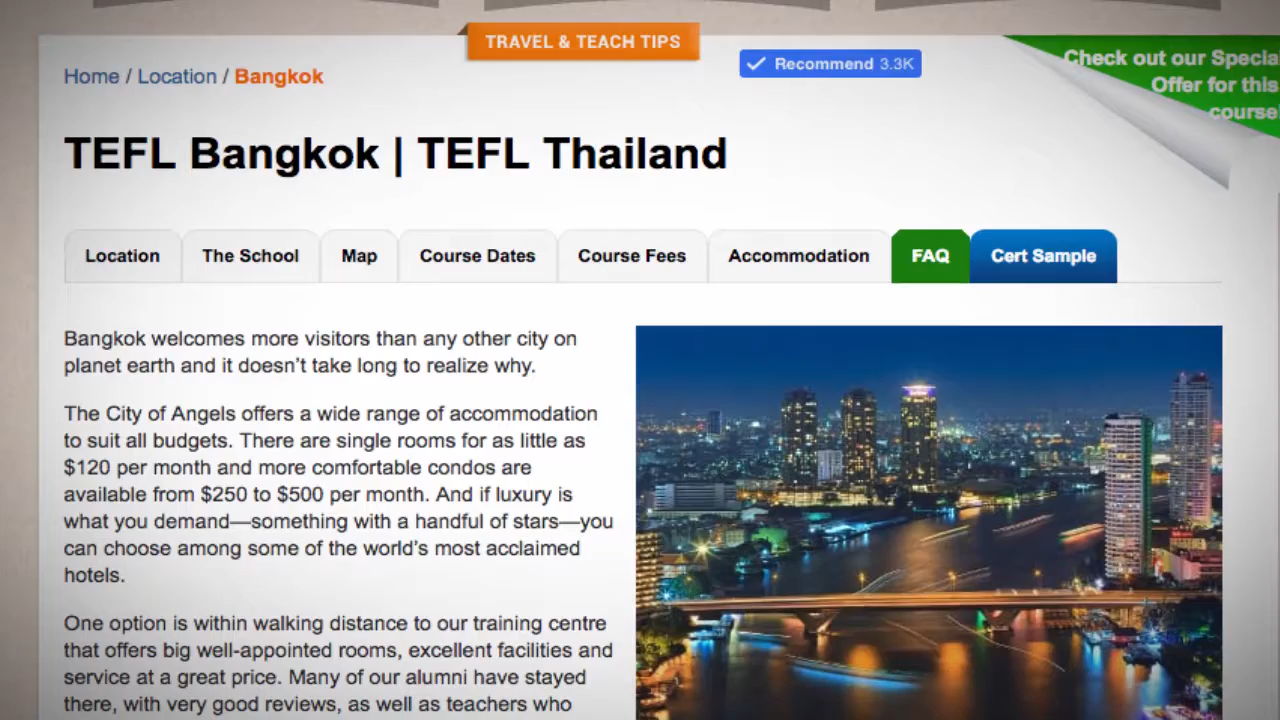 TRAVEL & TEACH TIPS
Home / Location / Bangkok
Recommend 3.3K
Check out our Specia
Offer for this
course
TEFL Bangkok | TEFL Thailand
Location
The School
Map
Course Dates
Course Fees
Accommodation
FAQ
Cert Sample
Bangkok welcomes more visitors than any other city on
planet earth and it doesn’t take long to realize why.
The City of Angels offers a wide range of accommodation
to suit all budgets. There are single rooms for as little as
$120 per month and more comfortable condos are
available from $250 to $500 per month. And if luxury is
what you demand—something with a handful of stars—you
can choose among some of the world’s most acclaimed
hotels.
One option is within walking distance to our training centre
that offers big well-appointed rooms, excellent facilities and
service at a great price. Many of our alumni have stayed
there, with very good reviews, as well as teachers who